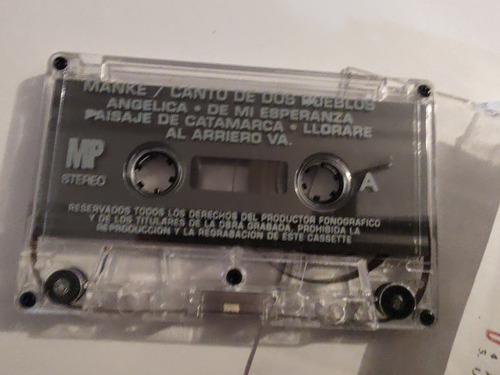 MANKE / CANTO DE DOS PUEBLOS
ANGELICA • DE MI ESPERANZA
PAISAJE DE CATAMARCA • LLORARE
AL ARRIERO VA.
MP
STEREO
A
RESERVADOS TODOS LOS DERECHOS DEL PRODUCTOR FONOGRAFICO
Y DE LOS TITULARES DE LA OBRA GRABADA, PROHIBIDA LA
REPRODUCCION Y LA REGRABACION DE ESTE CASSETTE